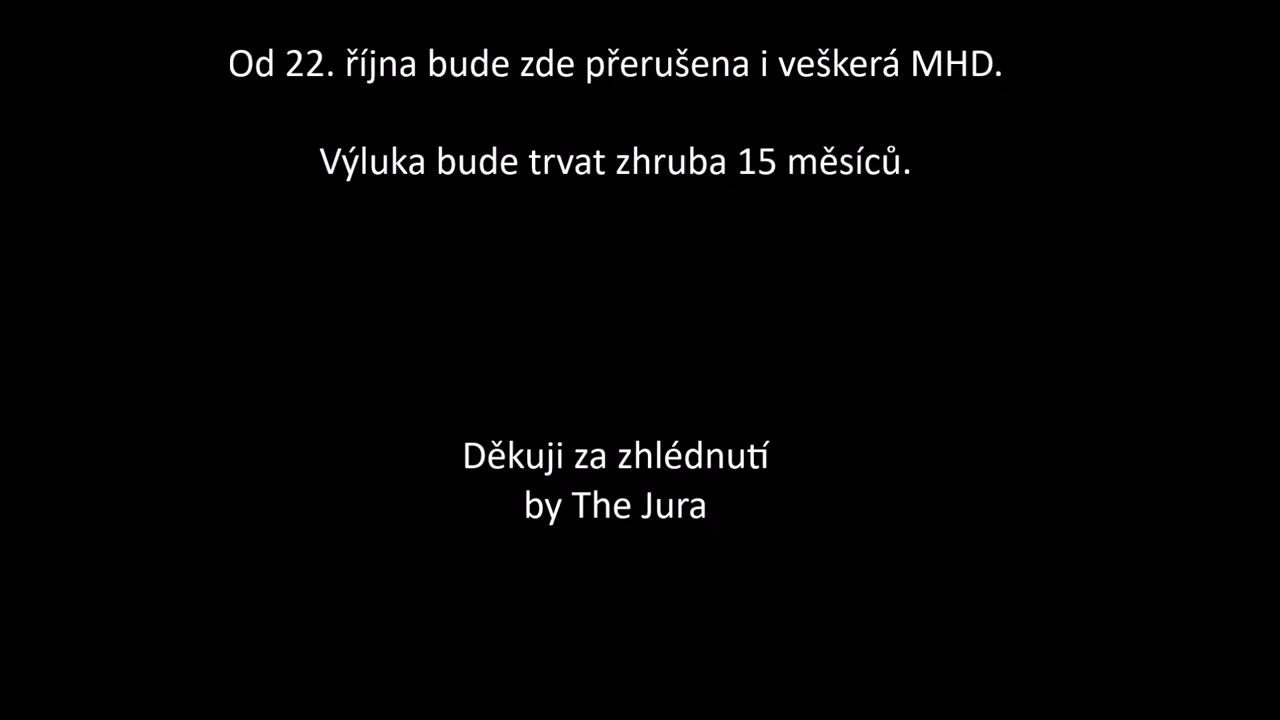 Od 22. října bude zde přerušena i veškerá MHD.
Výluka bude trvat zhruba 15 měsíců.
Děkuji za zhlédnutí
by The Jura